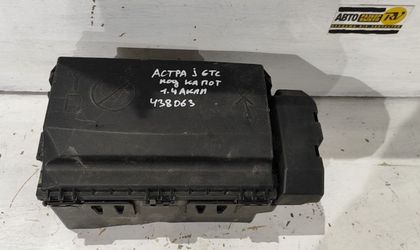 АСТРА j GTC
под КАПОТ
1.4 АКПП
438063
АВТО